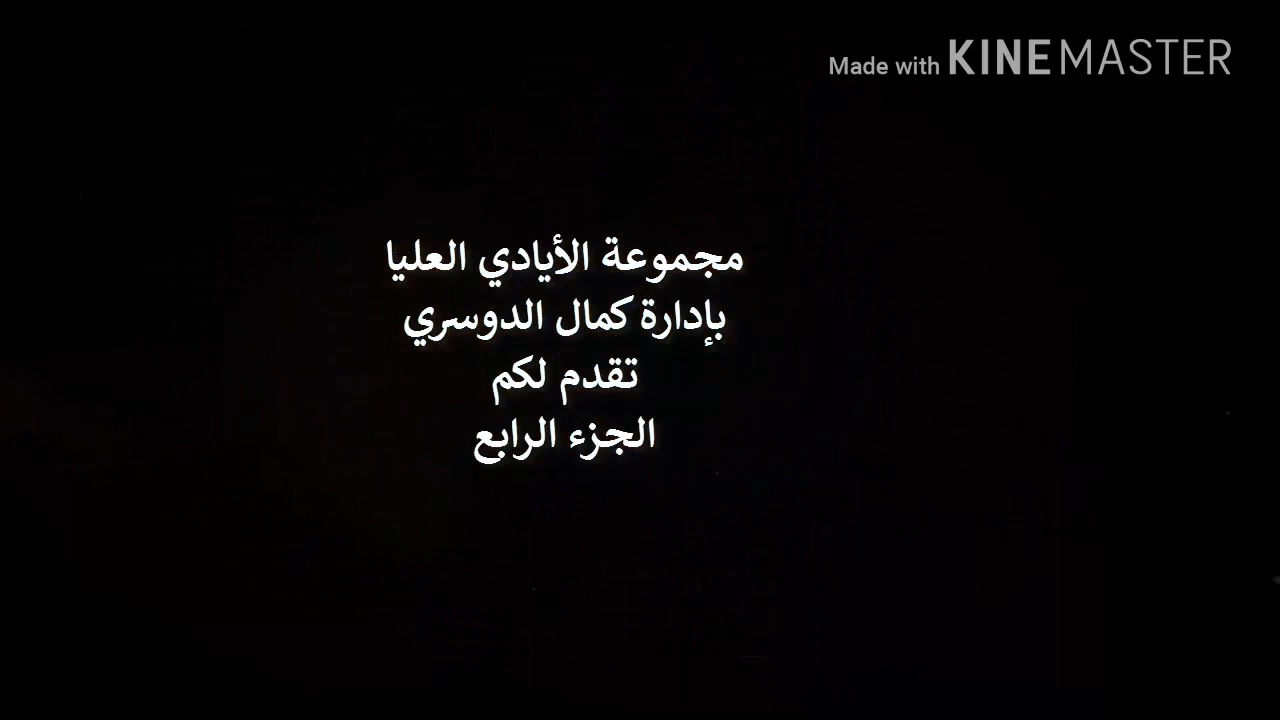 Made with KINEMASTER
مجموعة الأيادي العليا
بإدارة كمال الدوسري
تقدم لكم
الجزء الرابع